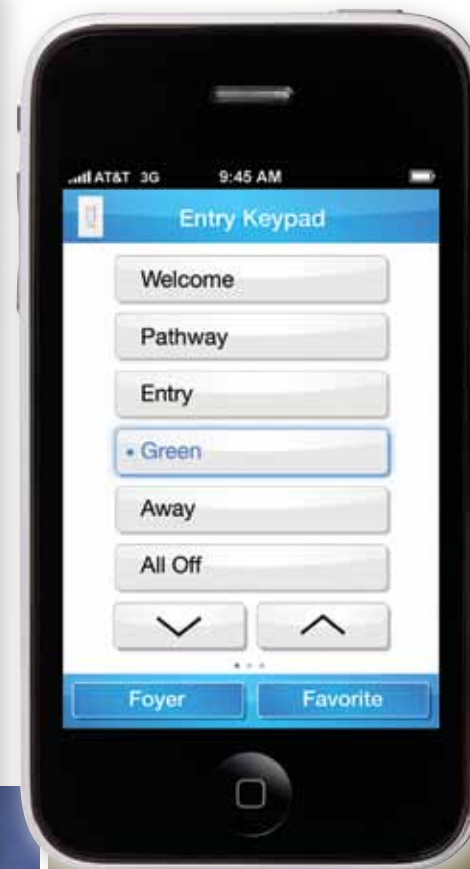 AT&T 3G 9:45 AM
Entry Keypad
Welcome
Pathway
Entry
• Green
Away
All Off
Foyer Favorite